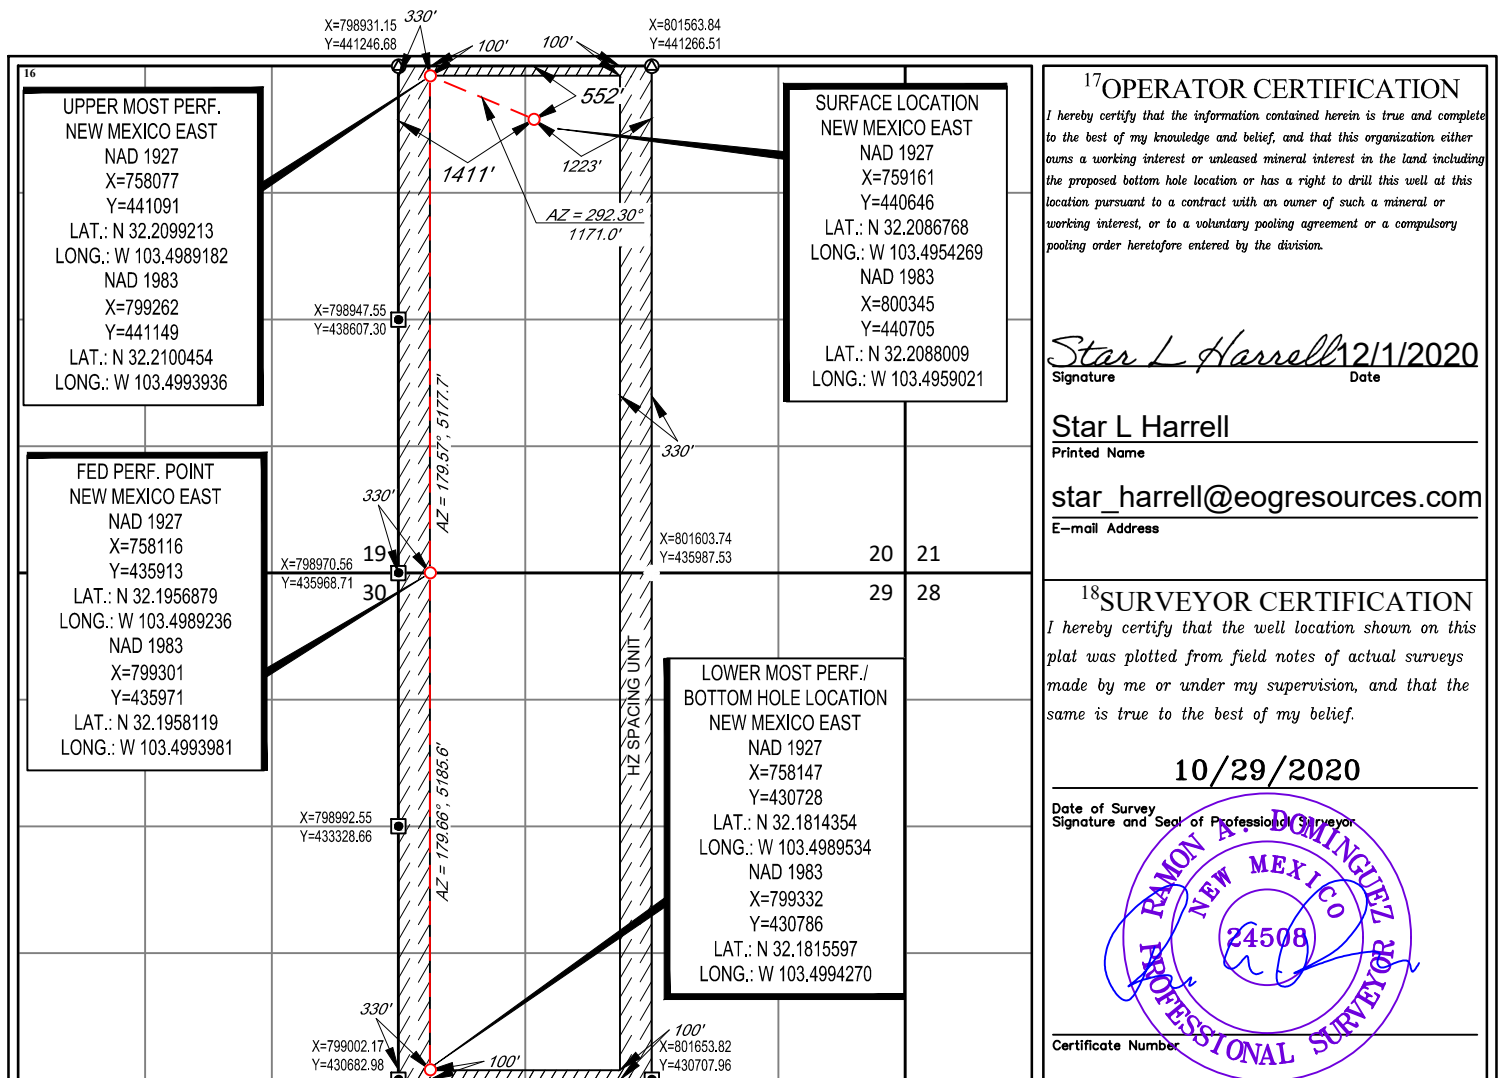 X=798931.15
Y=441246.68
330'
100'
100'
X=801563.84
Y=441266.51
16
UPPER MOST PERF.
NEW MEXICO EAST
NAD 1927
X=758077
Y=441091
LAT.: N 32.2099213
LONG.: W 103.4989182
NAD 1983
X=799262
Y=441149
LAT.: N 32.2100454
LONG.: W 103.4993936
552'
1411'
1223'
AZ = 292.30°
1171.0'
SURFACE LOCATION
NEW MEXICO EAST
NAD 1927
X=759161
Y=440646
LAT.: N 32.2086768
LONG.: W 103.4954269
NAD 1983
X=800345
Y=440705
LAT.: N 32.2088009
LONG.: W 103.4959021
X=798947.55
Y=438607.30
AZ = 179.57°, 5177.7'
330'
FED PERF. POINT
NEW MEXICO EAST
NAD 1927
X=758116
Y=435913
LAT.: N 32.1956879
LONG.: W 103.4989236
NAD 1983
X=799301
Y=435971
LAT.: N 32.1958119
LONG.: W 103.4993981
330'
X=798970.56
Y=435968.71
19
30
X=801603.74
Y=435987.53
20 21
29 28
HZ SPACING UNIT
LOWER MOST PERF./
BOTTOM HOLE LOCATION
NEW MEXICO EAST
NAD 1927
X=758147
Y=430728
LAT.: N 32.1814354
LONG.: W 103.4989534
NAD 1983
X=799332
Y=430786
LAT.: N 32.1815597
LONG.: W 103.4994270
X=798992.55
Y=433328.66
AZ = 179.66°, 5185.6'
330'
X=799002.17
Y=430682.98
100'
100'
X=801653.82
Y=430707.96
17OPERATOR CERTIFICATION
I hereby certify that the information contained herein is true and complete
to the best of my knowledge and belief, and that this organization either
owns a working interest or unleased mineral interest in the land including
the proposed bottom hole location or has a right to drill this well at this
location pursuant to a contract with an owner of such a mineral or
working interest, or to a voluntary pooling agreement or a compulsory
pooling order heretofore entered by the division.
Star L Harrell 12/1/2020
Signature Date
Star L Harrell
Printed Name
star_harrell@eogresources.com
E-mail Address
18SURVEYOR CERTIFICATION
I hereby certify that the well location shown on this
plat was plotted from field notes of actual surveys
made by me or under my supervision, and that the
same is true to the best of my belief.
10/29/2020
Date of Survey
Signature and Seal of Professional Surveyor
RAMON A. DOMINGUEZ
NEW MEXICO
24508
PROFESSIONAL SURVEYOR
Certificate Number